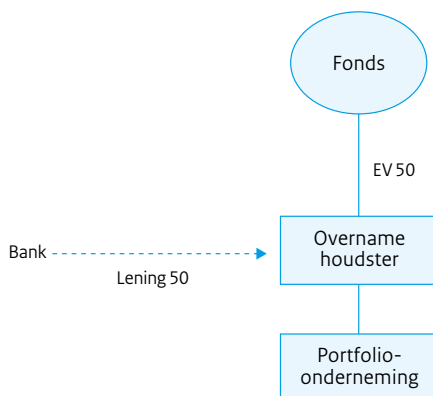 Fonds
EV 50
Overname
houdster
Bank
Lening 50
Portfolio-
onderneming